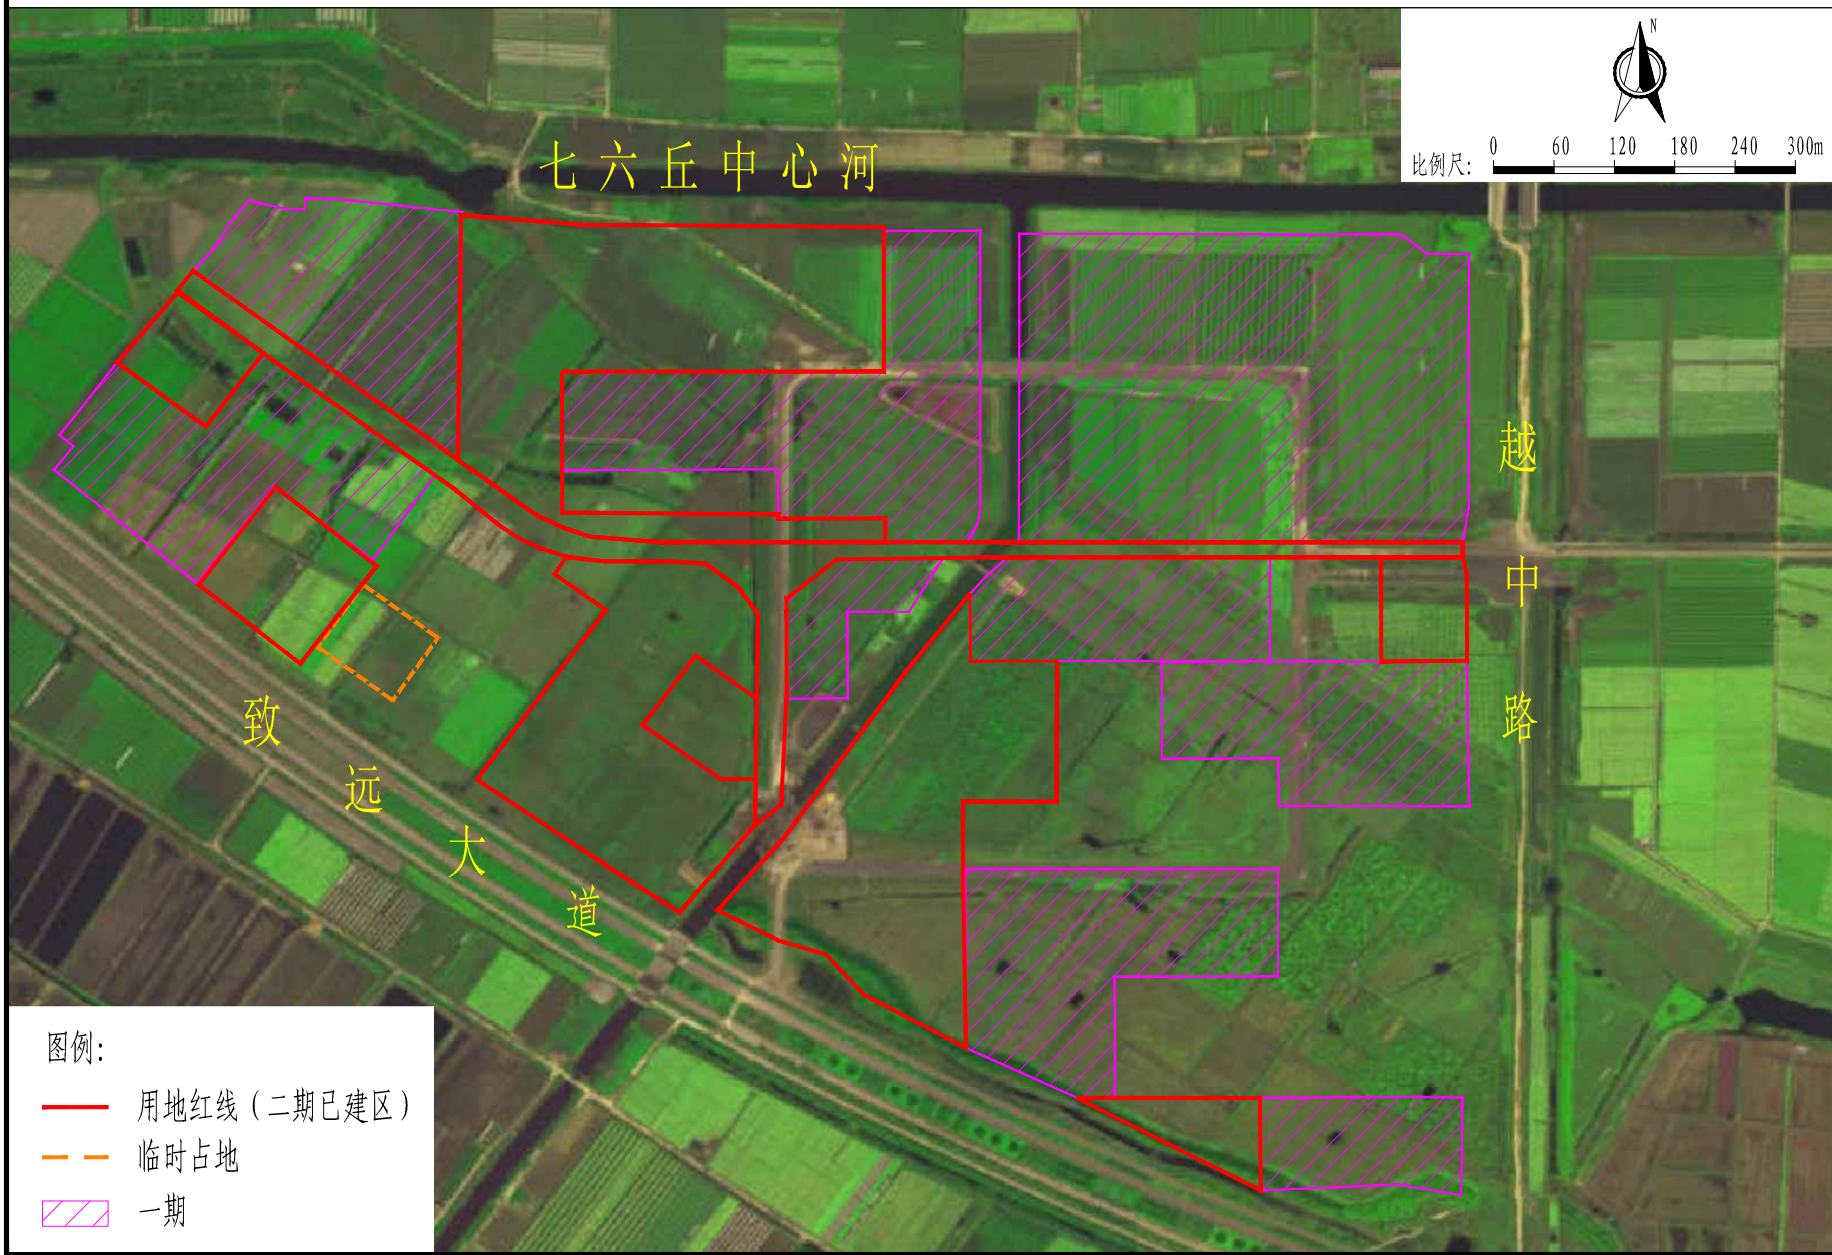 N
0 60 120 180 240 300m
比例尺:
七六丘中心河
越中路
致远大道
图例:
用地红线（二期已建区）
临时占地
一期